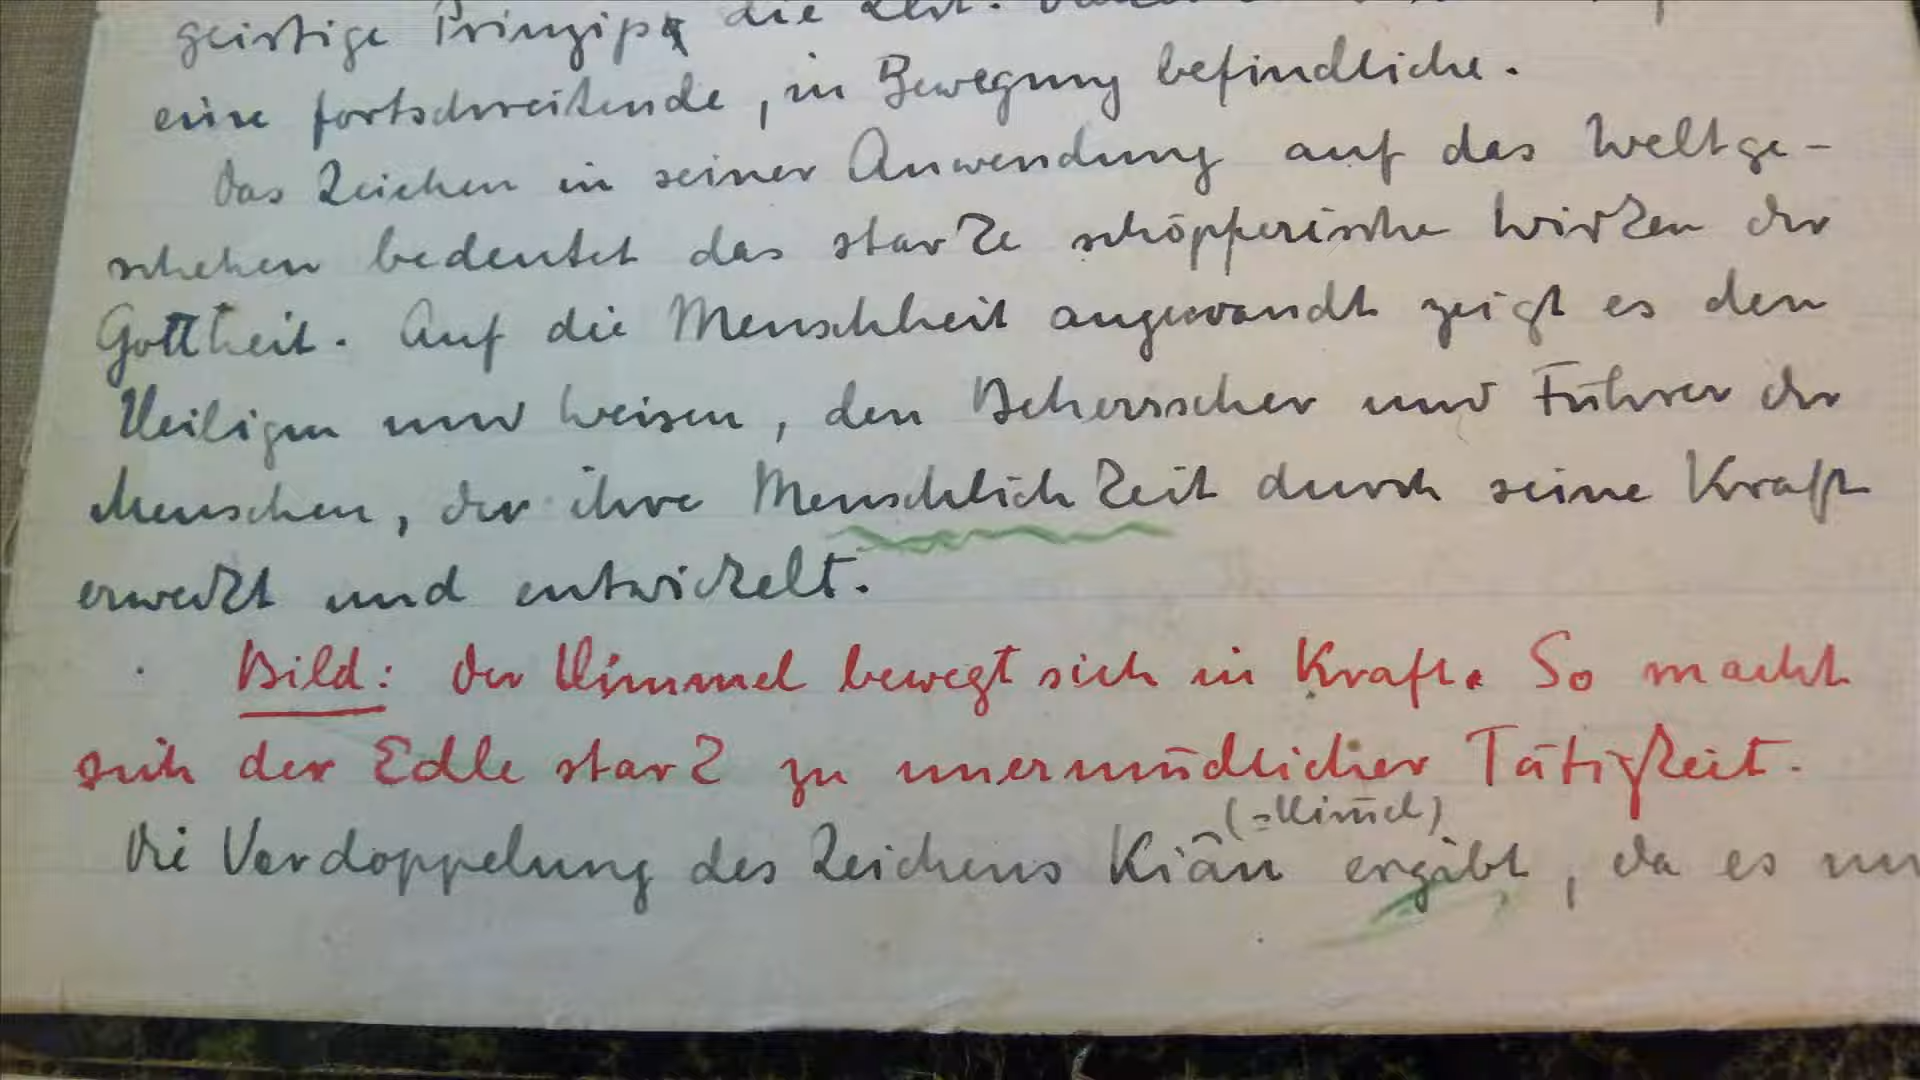 geistige Prinzip die Zeit.
eine fortschreitende, in Bewegung befindliche.
Das Zeichen in seiner Anwendung auf das Weltge-
schehen bedeutet das starke schöpferische Wirken der
Gottheit. Auf die Menschheit angewandt zeigt es den
Heiligen und Weisen, den Beherrscher und Führer der
Menschen, der ihre Menschlichkeit durch seine Kraft
erweckt und entwickelt.
Bild: Der Himmel bewegt sich in Kraft. So macht
sich der Edle stark zu unermüdlicher Tätigkeit.
(=Him̄el)
Die Verdoppelung des Zeichens Kiān ergibt, da es